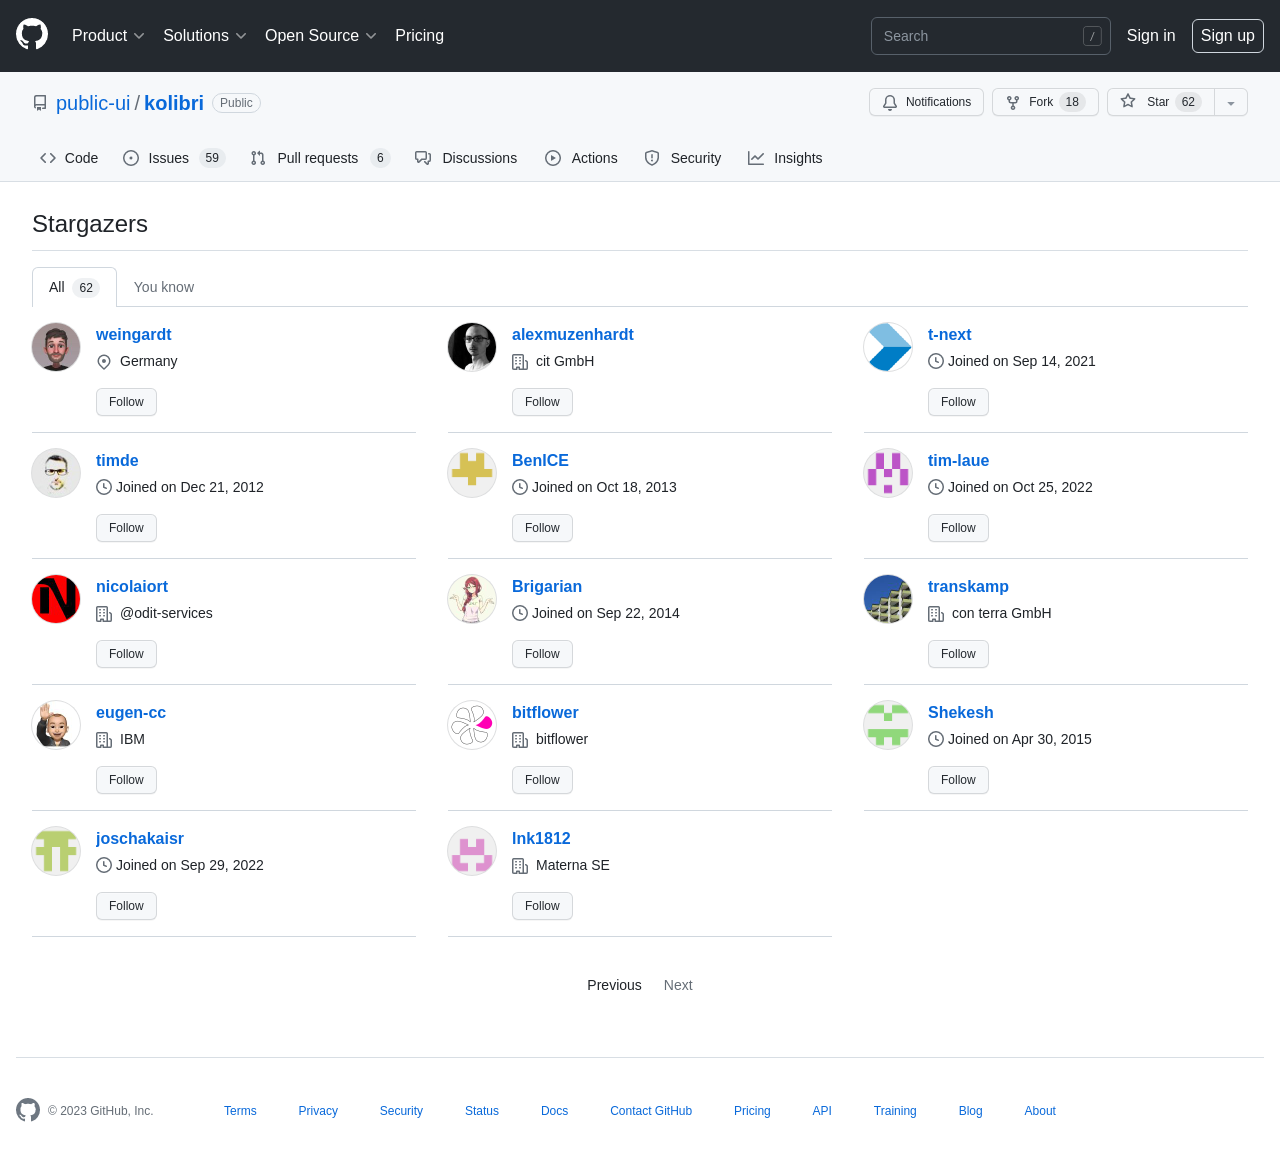 Product Solutions Open Source Pricing Search / Sign in Sign up
public-ui / kolibri Public Notifications Fork 18 Star 62
Code Issues 59 Pull requests 6 Discussions Actions Security Insights
Stargazers
All 62 You know
weingardt alexmuzenhardt t-next
Germany cit GmbH Joined on Sep 14, 2021
Follow Follow Follow
timde BenICE tim-laue
Joined on Dec 21, 2012 Joined on Oct 18, 2013 Joined on Oct 25, 2022
Follow Follow Follow
nicolaiort Brigarian transkamp
@odit-services Joined on Sep 22, 2014 con terra GmbH
Follow Follow Follow
eugen-cc bitflower Shekesh
IBM bitflower Joined on Apr 30, 2015
Follow Follow Follow
joschakaisr lnk1812
Joined on Sep 29, 2022 Materna SE
Follow Follow
Previous Next
© 2023 GitHub, Inc. Terms Privacy Security Status Docs Contact GitHub Pricing API Training Blog About